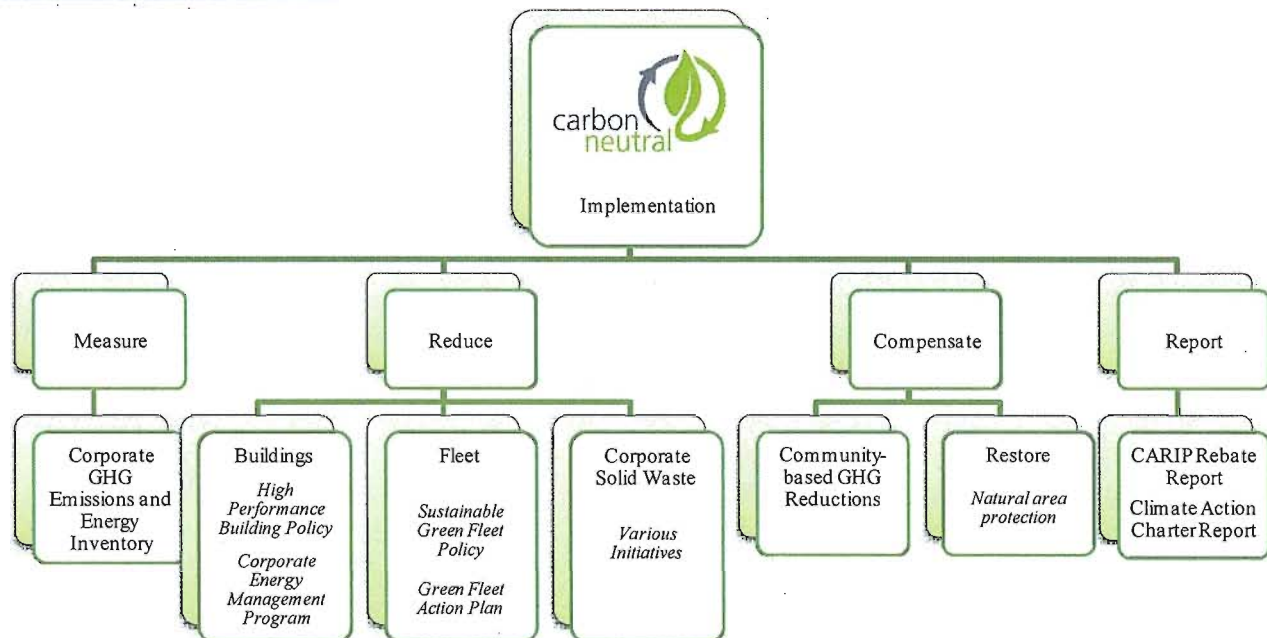 carbon
neutral
Implementation
Measure
Reduce
Compensate
Report
Corporate
GHG
Emissions and
Energy
Inventory
Buildings
High
Performance
Building Policy
Corporate
Energy
Management
Program
Fleet
Sustainable
Green Fleet
Policy
Green Fleet
Action Plan
Corporate
Solid Waste
Various
Initiatives
Community-
based GHG
Reductions
Restore
Natural area
protection
CARIP Rebate
Report
Climate Action
Charter Report